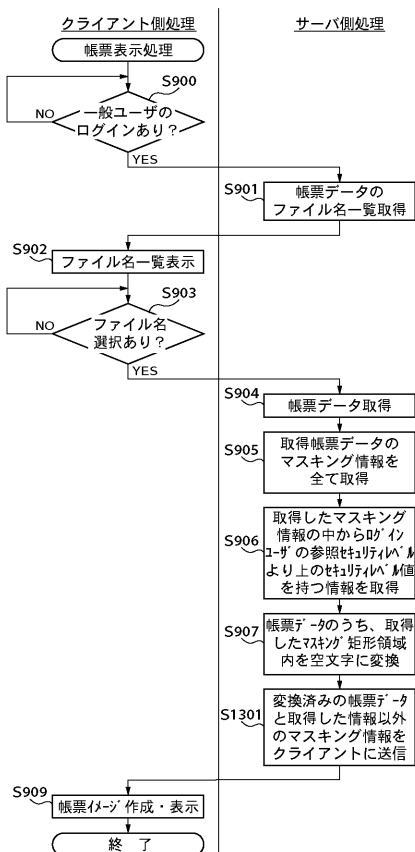 クライアント側処理
サーバ側処理
帳票表示処理
S900
一般ユーザの
ログインあり？
NO
YES
S901
帳票データの
ファイル名一覧取得
S902
ファイル名一覧表示
S903
ファイル名
選択あり？
NO
YES
S904
帳票データ取得
S905
取得帳票データの
マスキング情報を
全て取得
S906
取得したマスキング
情報の中からﾛｸﾞｲﾝ
ﾕｰｻﾞの参照ｾｷｭﾘﾃｨﾚﾍﾞﾙ
より上のｾｷｭﾘﾃｨﾚﾍﾞﾙ値
を持つ情報を取得
S907
帳票ﾃﾞｰﾀのうち、取得
したﾏｽｷﾝｸﾞ矩形領域
内を空文字に変換
S1301
変換済みの帳票ﾃﾞｰﾀ
と取得した情報以外
のマスキング情報を
クライアントに送信
S909
帳票ｲﾒｰｼﾞ作成・表示
終 了